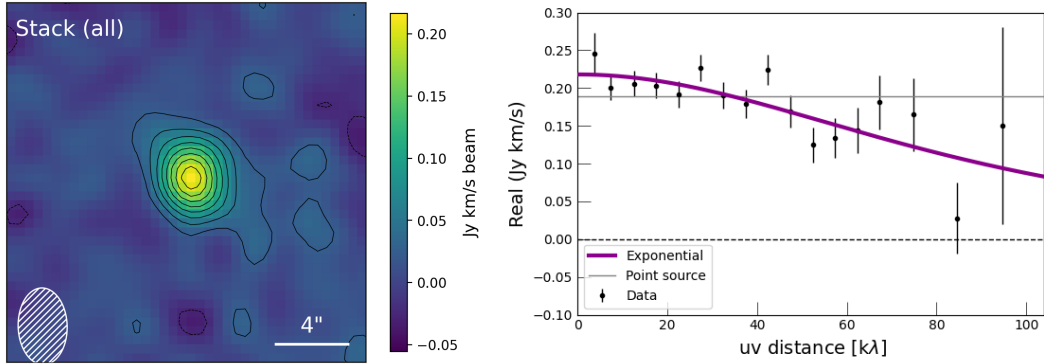 Stack (all)
4"
0.20
0.15
0.10
0.05
0.00
−0.05
Jy km/s beam
0.30
0.25
0.20
0.15
0.10
0.05
0.00
−0.05
−0.10
Real (Jy km/s)
Exponential
Point source
Data
0 20 40 60 80 100
uv distance [kλ]